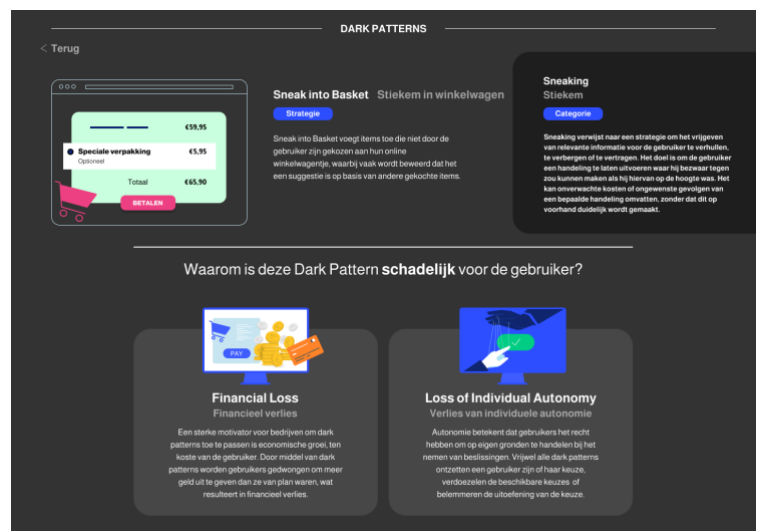 DARK PATTERNS
< Terug
Sneak into Basket Stiekem in winkelwagen
Strategie
Sneak into Basket voegt items toe die niet door de
gebruiker zijn gekozen aan hun online
winkelwagentje, waarbij vaak wordt beweerd dat het
een suggestie is op basis van andere gekochte items.
€59,95
Speciale verpakking €5,95
Optioneel
Totaal €65,90
BETALEN
Sneaking
Stiekem
Categorie
Sneaking verwijst naar een strategie om het vrijgeven
van relevante informatie voor de gebruiker te verhullen,
te verbergen of te vertragen. Het doel is om de gebruiker
een handeling te laten uitvoeren waar hij bezwaar tegen
zou kunnen maken als hij hiervan op de hoogte was. Het
kan onverwachte kosten of ongewenste gevolgen van
een bepaalde handeling omvatten, zonder dat dit op
voorhand duidelijk wordt gemaakt.
Waarom is deze Dark Pattern schadelijk voor de gebruiker?
PAY
Financial Loss
Financieel verlies
Een sterke motivator voor bedrijven om dark
patterns toe te passen is economische groei, ten
koste van de gebruiker. Door middel van dark
patterns worden gebruikers gedwongen om meer
geld uit te geven dan ze van plan waren, wat
resulteert in financieel verlies.
Loss of Individual Autonomy
Verlies van individuele autonomie
Autonomie betekent dat gebruikers het recht
hebben om op eigen gronden te handelen bij het
nemen van beslissingen. Vrijwel alle dark patterns
ontzetten een gebruiker zijn of haar keuze,
verdoezelen de beschikbare keuzes of
belemmeren de uitoefening van de keuze.